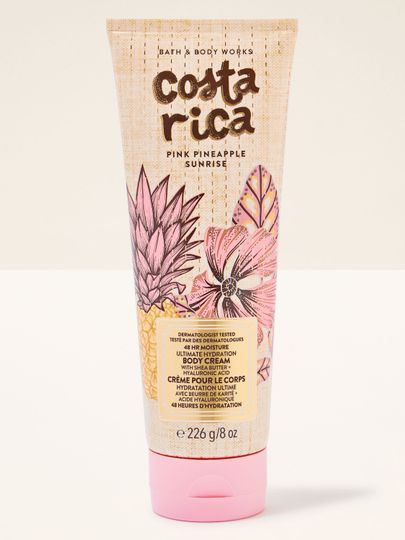 BATH & BODY WORKS
costa
rica
PINK PINEAPPLE
SUNRISE
DERMATOLOGIST TESTED
TESTÉ PAR DES DERMATOLOGUES
48 HR MOISTURE
ULTIMATE HYDRATION
BODY CREAM
WITH SHEA BUTTER +
HYALURONIC ACID
CRÈME POUR LE CORPS
HYDRATATION ULTIME
AVEC BEURRE DE KARITÉ +
ACIDE HYALURONIQUE
48 HEURES D'HYDRATATION
℮ 226 g/8 oz